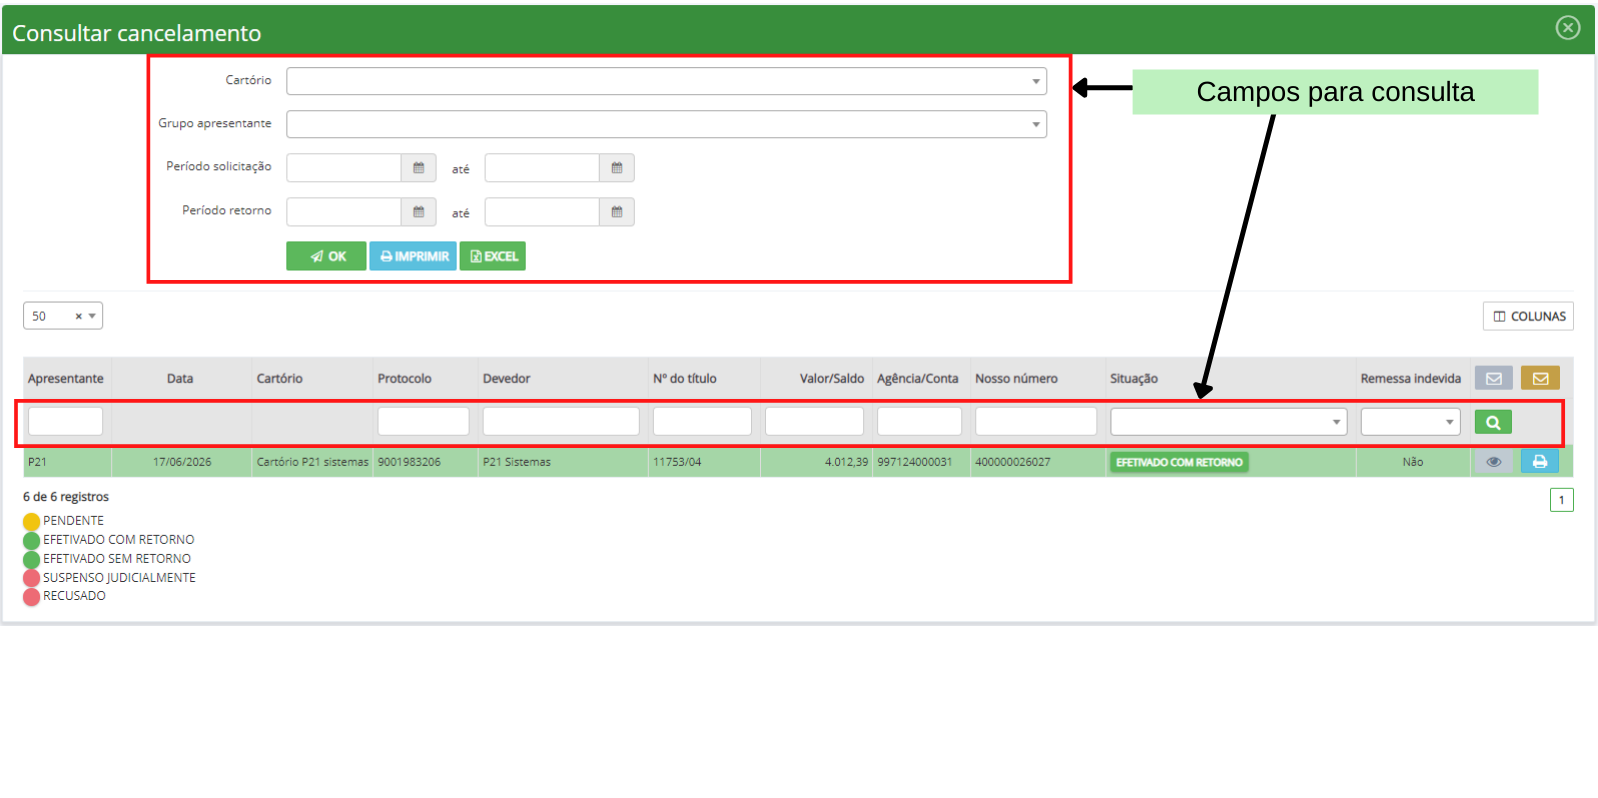 Consultar cancelamento
Cartório
Campos para consulta
Grupo apresentante
Período solicitação até
Período retorno até
OK IMPRIMIR EXCEL
50 × COLUNAS
Apresentante Data Cartório Protocolo Devedor Nº do título Valor/Saldo Agência/Conta Nosso número Situação Remessa indevida
P21 17/06/2026 Cartório P21 sistemas 9001983206 P21 Sistemas 11753/04 4.012,39 997124000031 400000026027 EFETIVADO COM RETORNO Não
6 de 6 registros 1
PENDENTE
EFETIVADO COM RETORNO
EFETIVADO SEM RETORNO
SUSPENSO JUDICIALMENTE
RECUSADO